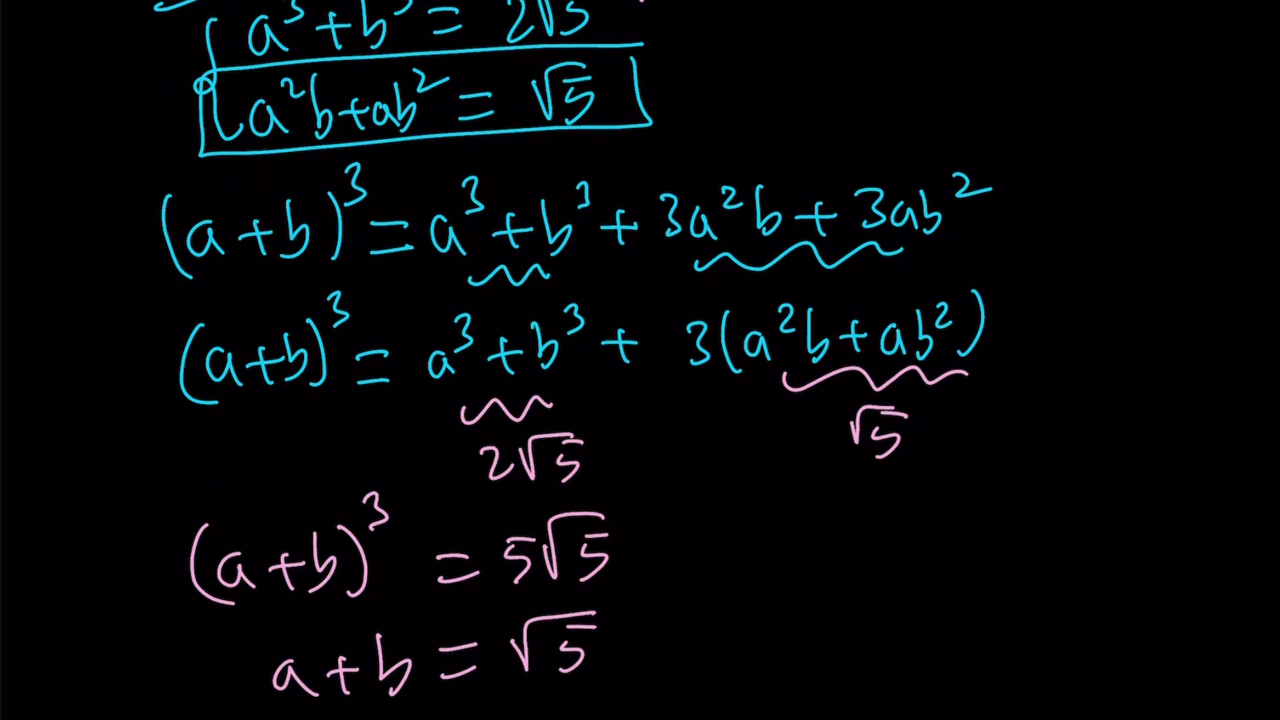 a³+b³= 2√5
a²b+ab² = √5
(a+b)³=a³+b³+3a²b+3ab²
(a+b)³= a³+b³+ 3(a²b+ab²)
2√5 √5
(a+b)³ = 5√5
a+b=√5